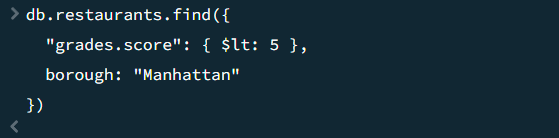 > db.restaurants.find({
"grades.score": { $lt: 5 },
borough: "Manhattan"
})
<